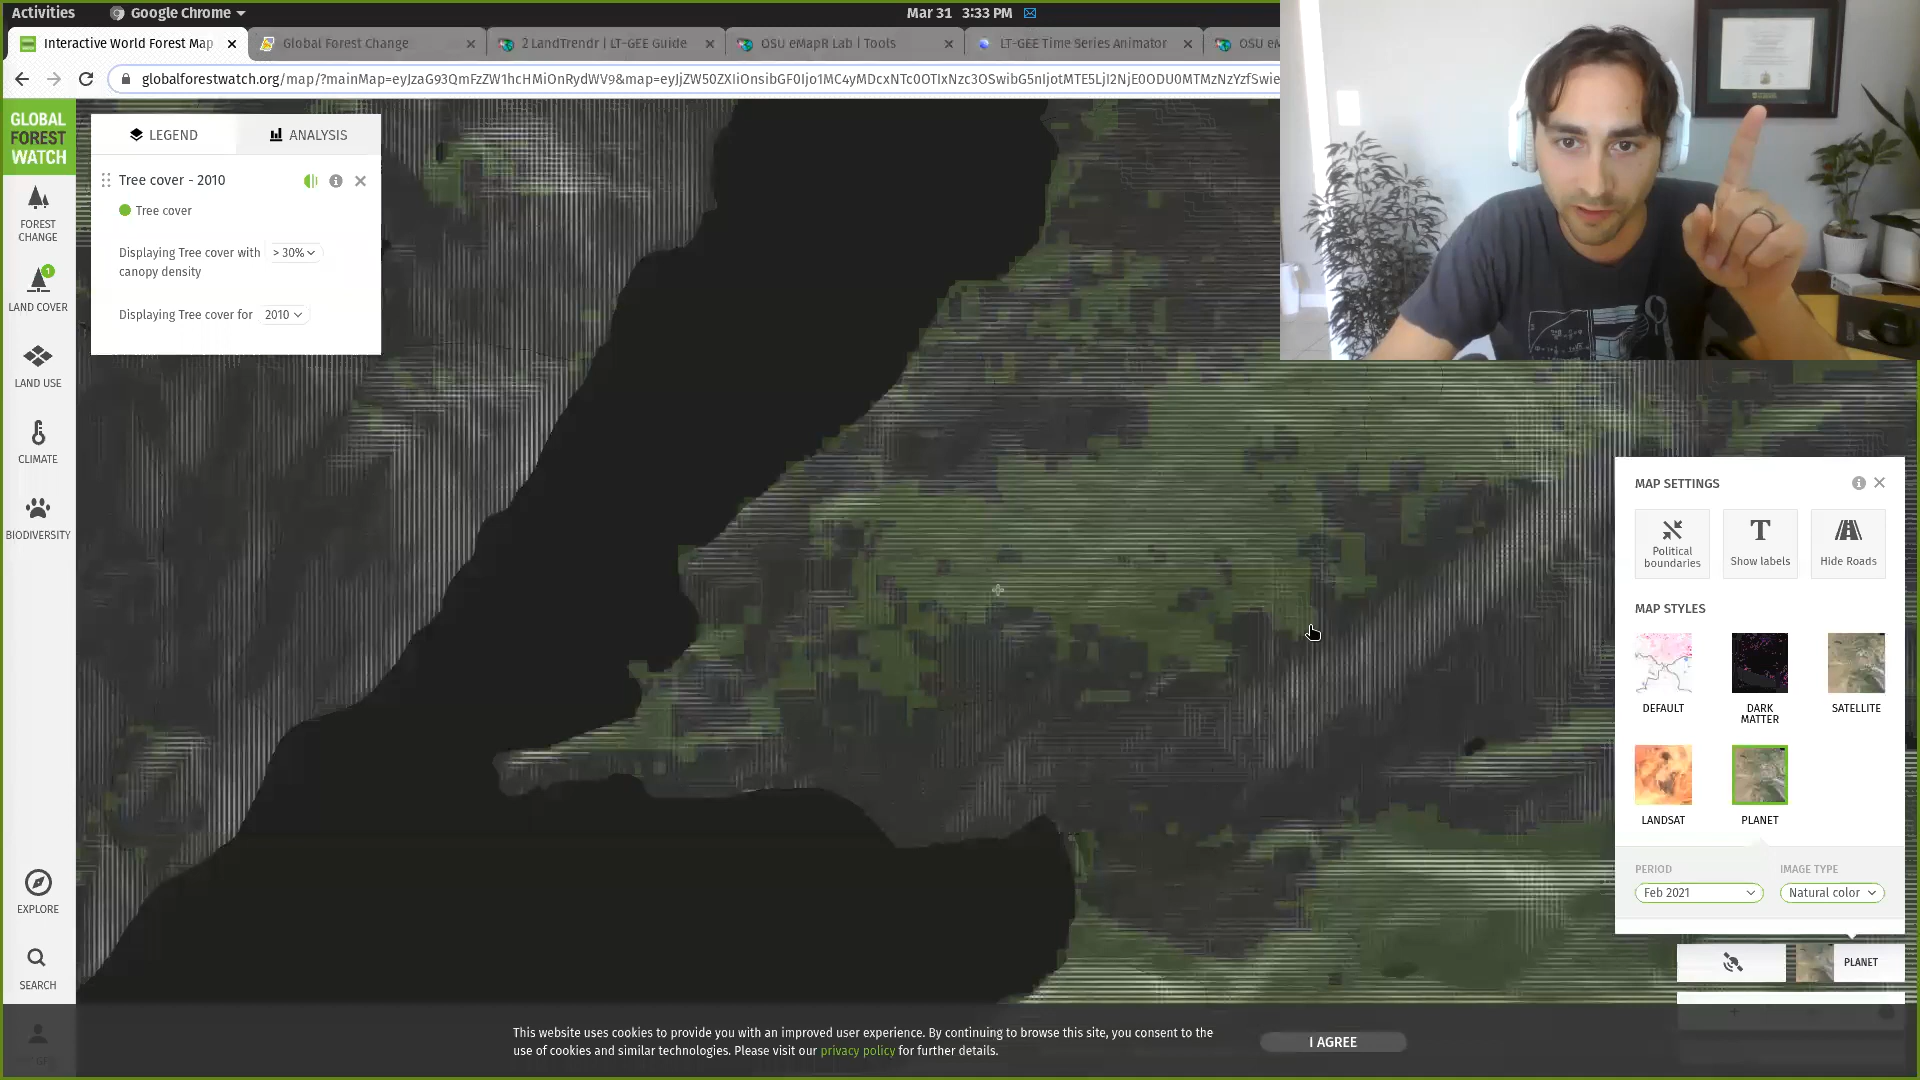 Activities
Google Chrome
Mar 31 3:33 PM
Interactive World Forest Map
Global Forest Change
2 LandTrendr | LT-GEE Guide
OSU eMapR Lab | Tools
LT-GEE Time Series Animator
OSU eM
globalforestwatch.org/map/?mainMap=eyJzaG93QmFzZW1hcHMiOnRydWV9&map=eyJjZW50ZXIiOnsibGF0Ijo1MC4yMDcxNTc0OTIxNzc3OSwibG5nIjotMTE5LjI2NjE0ODU0MTMzNzYzfSwie
GLOBAL
FOREST
WATCH
FOREST
CHANGE
1
LAND COVER
LAND USE
CLIMATE
BIODIVERSITY
EXPLORE
SEARCH
LEGEND
ANALYSIS
Tree cover - 2010
Tree cover
Displaying Tree cover with > 30%
canopy density
Displaying Tree cover for 2010
MAP SETTINGS
Political
boundaries
Show labels
Hide Roads
MAP STYLES
DEFAULT
DARK
MATTER
SATELLITE
LANDSAT
PLANET
PERIOD
IMAGE TYPE
Feb 2021
Natural color
PLANET
This website uses cookies to provide you with an improved user experience. By continuing to browse this site, you consent to the
use of cookies and similar technologies. Please visit our privacy policy for further details.
I AGREE